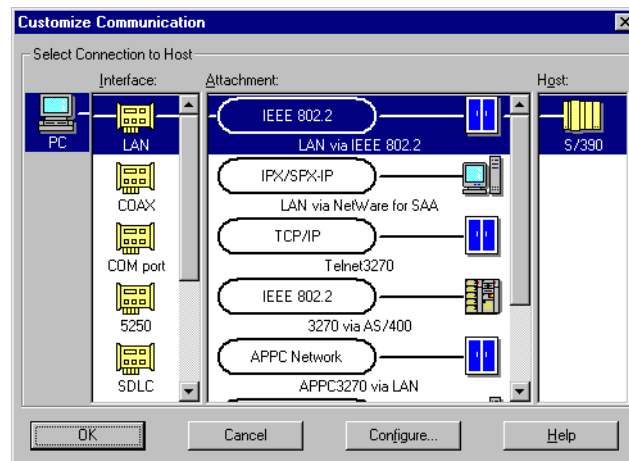 Customize Communication
Select Connection to Host
Interface: Attachment: Host:
IEEE 802.2
PC LAN LAN via IEEE 802.2 S/390
IPX/SPX-IP
COAX LAN via NetWare for SAA
TCP/IP
COM port Telnet3270
IEEE 802.2
5250 3270 via AS/400
APPC Network
SDLC APPC3270 via LAN
OK Cancel Configure... Help